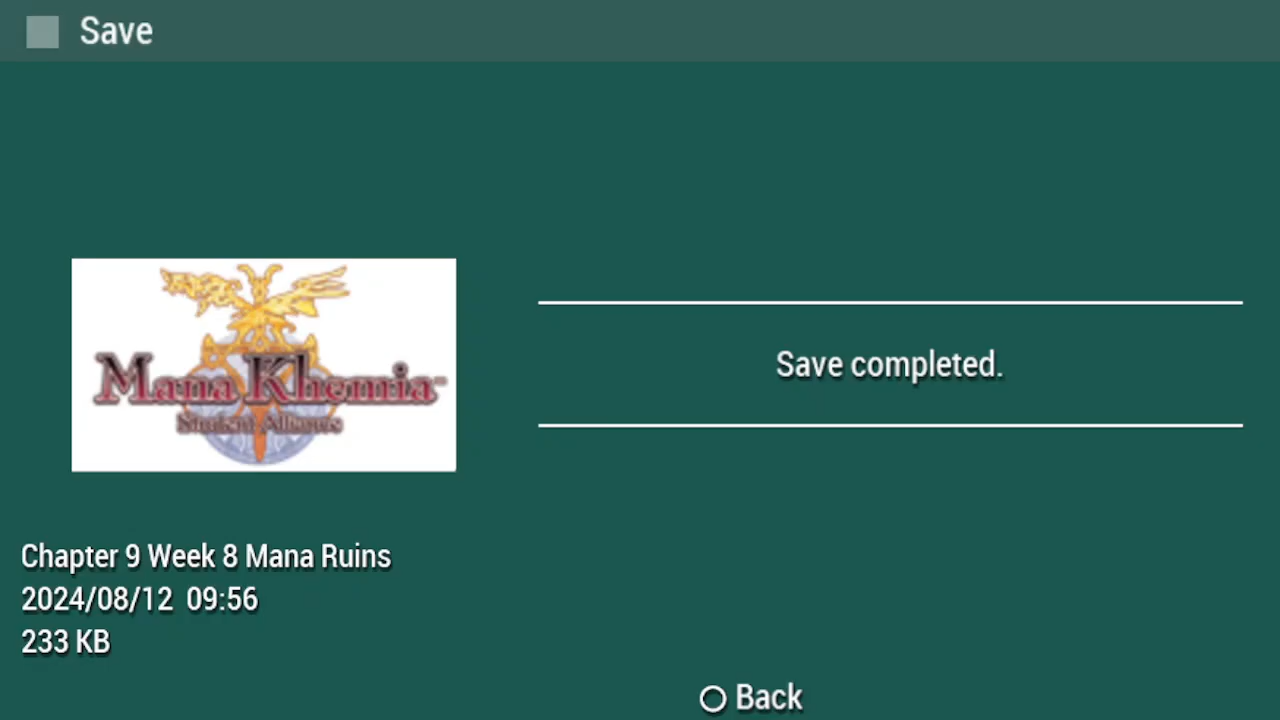 Save
Mana Khemia
Student Alliance
Save completed.
Chapter 9 Week 8 Mana Ruins
2024/08/12 09:56
233 KB
Back